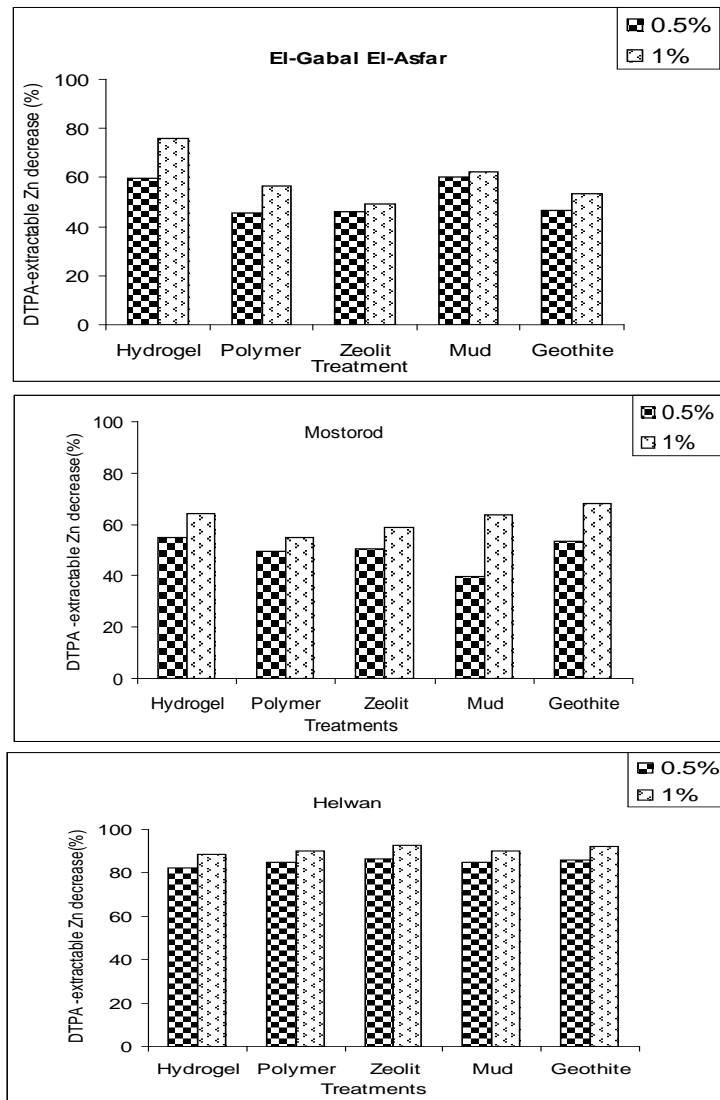 0.5%
1%
El-Gabal El-Asfar
DTPA-extractable Zn decrease (%)
100
80
60
40
20
0
Hydrogel Polymer Zeolit Mud Geothite
Treatment
0.5%
1%
Mostorod
DTPA -extractable Zn decrease(%)
100
80
60
40
20
0
Hydrogel Polymer Zeolit Mud Geothite
Treatments
0.5%
1%
Helwan
DTPA -extractable Zn decrease(%)
100
80
60
40
20
0
Hydrogel Polymer Zeolit Mud Geothite
Treatments